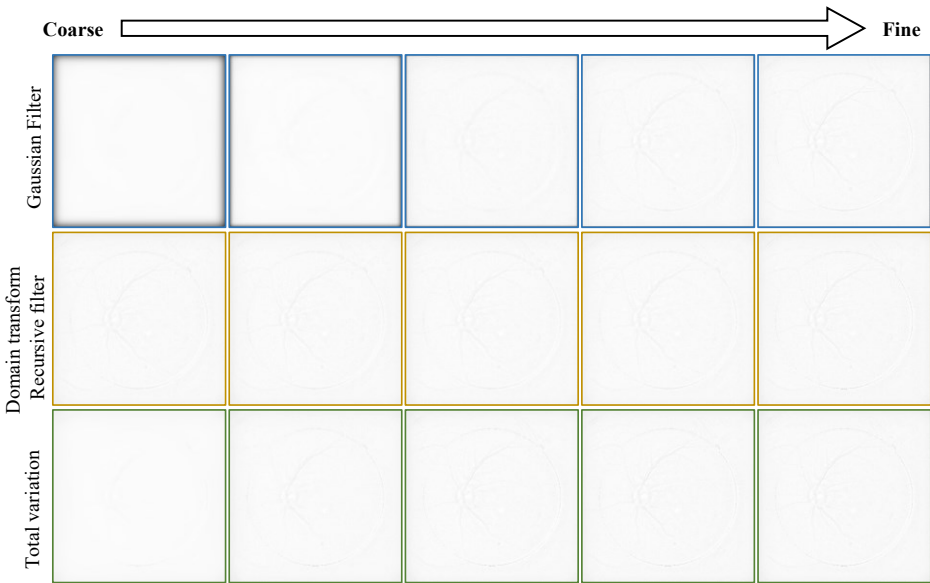 Coarse
Fine
Gaussian Filter
Domain transform
Recursive filter
Total variation